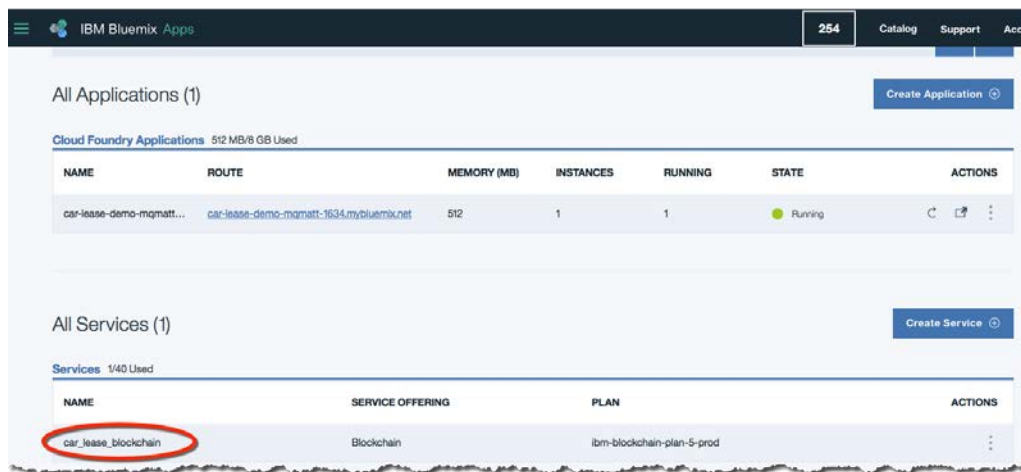 IBM Bluemix Apps 254 Catalog Support Acc
All Applications (1) Create Application
Cloud Foundry Applications 512 MB/8 GB Used
NAME ROUTE MEMORY (MB) INSTANCES RUNNING STATE ACTIONS
car-lease-demo-mqmatt... car-lease-demo-mqmatt-1634.mybluemix.net 512 1 1 Running
All Services (1) Create Service
Services 1/40 Used
NAME SERVICE OFFERING PLAN ACTIONS
car_lease_blockchain Blockchain ibm-blockchain-plan-5-prod